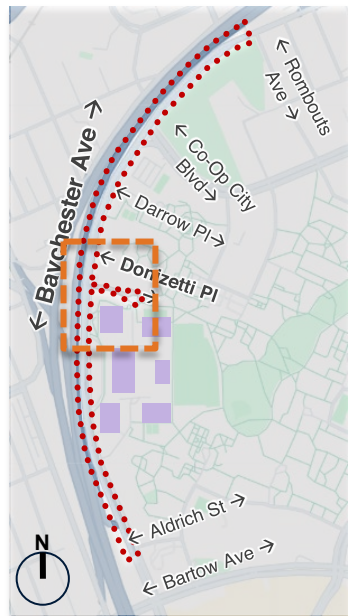 ← Rombouts
Ave →
← Co-Op City
Blvd→
← Baychester Ave →
← Darrow Pl→
← Donizetti Pl
→
← Aldrich St →
← Bartow Ave →
N